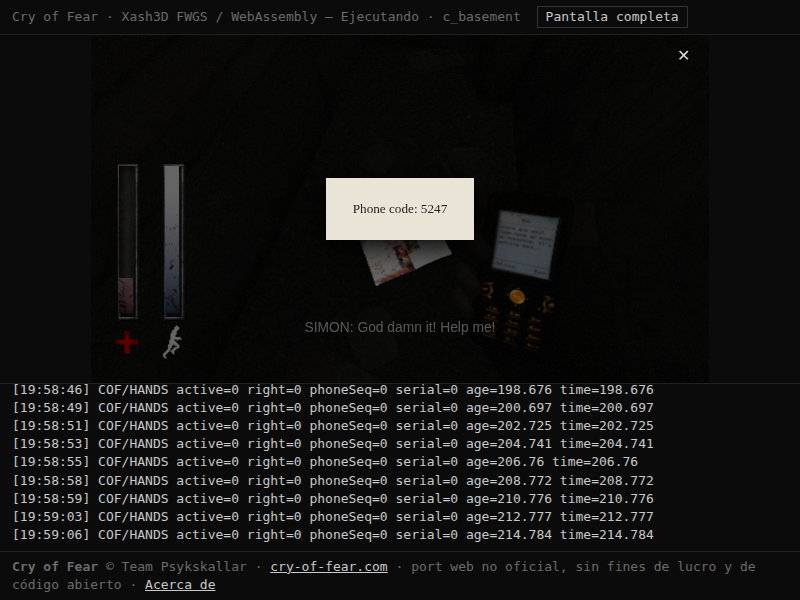 Cry of Fear · Xash3D FWGS / WebAssembly — Ejecutando · c_basement
Pantalla completa
×
Phone code: 5247
SIMON: God damn it! Help me!
[19:58:46] COF/HANDS active=0 right=0 phoneSeq=0 serial=0 age=198.676 time=198.676
[19:58:49] COF/HANDS active=0 right=0 phoneSeq=0 serial=0 age=200.697 time=200.697
[19:58:51] COF/HANDS active=0 right=0 phoneSeq=0 serial=0 age=202.725 time=202.725
[19:58:53] COF/HANDS active=0 right=0 phoneSeq=0 serial=0 age=204.741 time=204.741
[19:58:55] COF/HANDS active=0 right=0 phoneSeq=0 serial=0 age=206.76 time=206.76
[19:58:58] COF/HANDS active=0 right=0 phoneSeq=0 serial=0 age=208.772 time=208.772
[19:58:59] COF/HANDS active=0 right=0 phoneSeq=0 serial=0 age=210.776 time=210.776
[19:59:03] COF/HANDS active=0 right=0 phoneSeq=0 serial=0 age=212.777 time=212.777
[19:59:06] COF/HANDS active=0 right=0 phoneSeq=0 serial=0 age=214.784 time=214.784
Cry of Fear © Team Psykskallar · cry-of-fear.com · port web no oficial, sin fines de lucro y de
código abierto · Acerca de